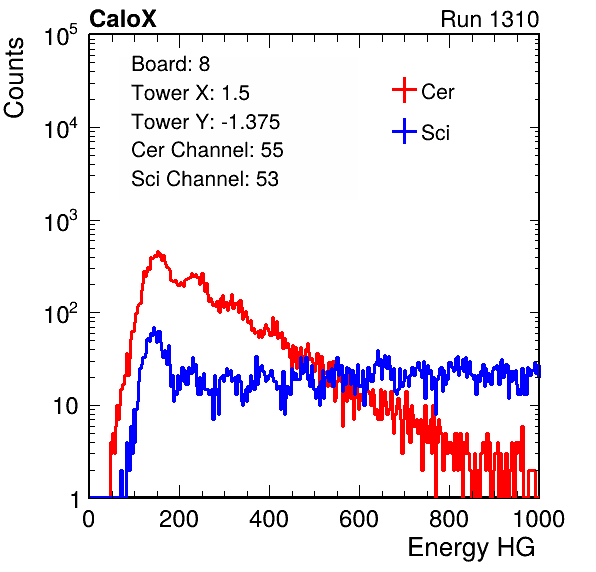 CaloX Run 1310
Counts
Board: 8
Tower X: 1.5
Tower Y: -1.375
Cer Channel: 55
Sci Channel: 53
Cer
Sci
10^5
10^4
10^3
10^2
10
1
0 200 400 600 800 1000
Energy HG